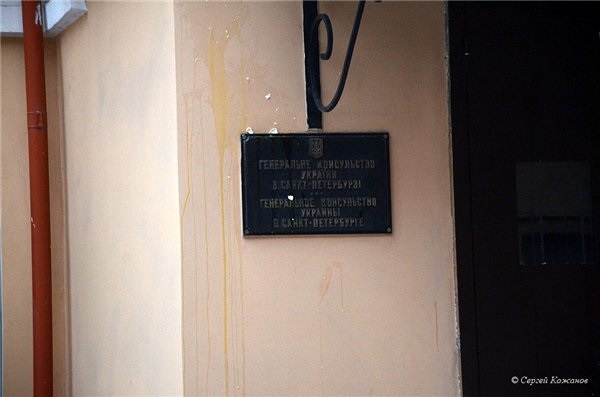 ГЕНЕРАЛЬНЕ КОНСУЛЬСТВО
УКРАЇНИ
В САНКТ-ПЕТЕРБУРЗІ
ГЕНЕРАЛЬНОЕ КОНСУЛЬСТВО
УКРАИНЫ
В САНКТ-ПЕТЕРБУРГЕ
© Сергей Кожанов